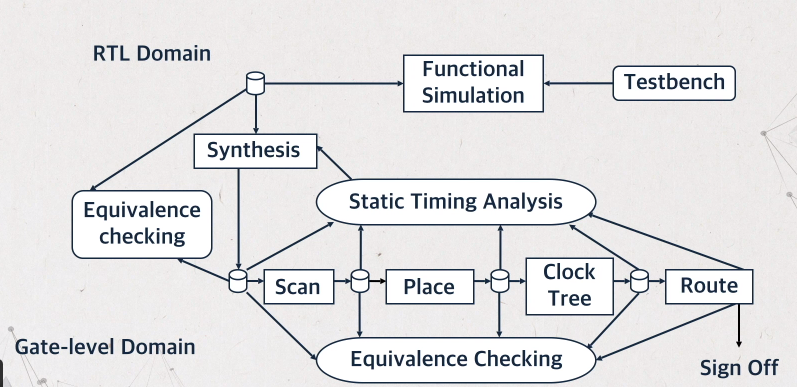 RTL Domain
Functional
Simulation
Testbench
Synthesis
Static Timing Analysis
Equivalence
checking
Scan
Place
Clock
Tree
Route
Gate-level Domain
Equivalence Checking
Sign Off